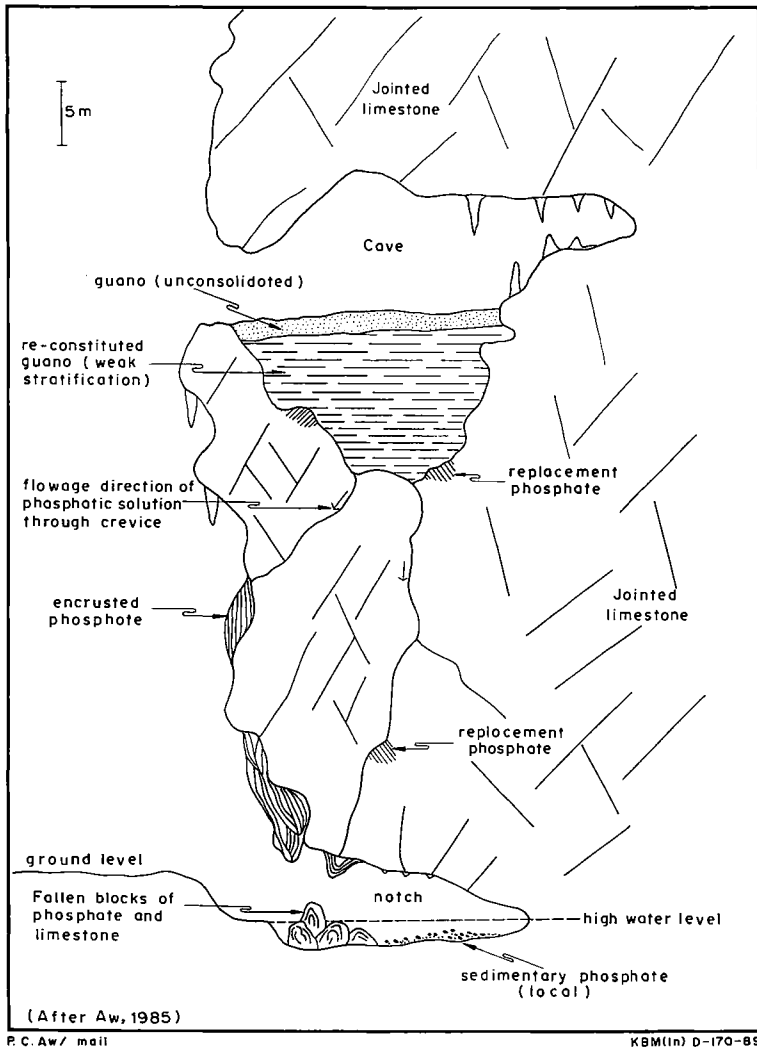 5 m
Jointed
limestone
Cave
guano (unconsolidoted)
re-constituted
guano (weak
stratification)
flowage direction of
phosphatic solution
through crevice
replacement
phosphate
encrusted
phosphote
Jointed
limestone
replacement
phosphate
ground level
Fallen blocks of
phosphate and
limestone
notch
high water level
sedimentary phosphate
(local)
(After Aw, 1985)
P. C. Aw/ mail
KBM(In) D-170-89